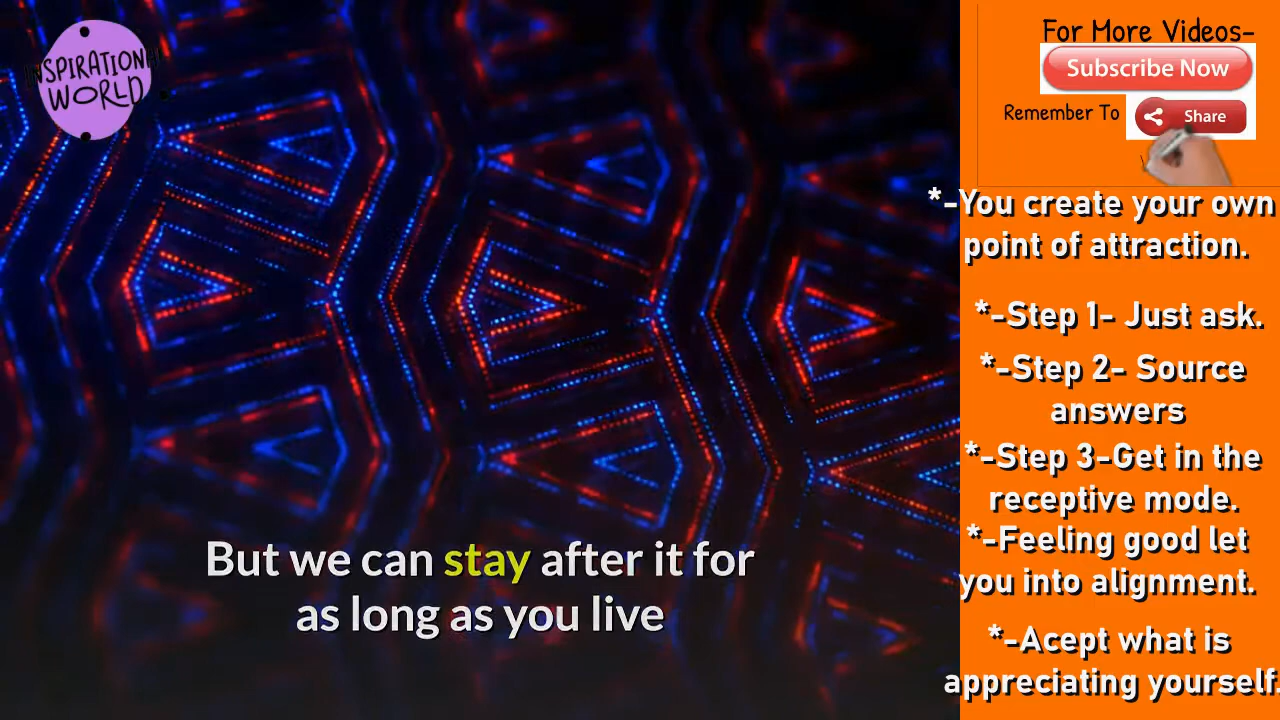 INSPIRATIONAL
WORLD
For More Videos-
Subscribe Now
Remember To
Share
*-You create your own
point of attraction.
*-Step 1- Just ask.
*-Step 2- Source
answers
*-Step 3-Get in the
receptive mode.
*-Feeling good let
you into alignment.
*-Acept what is
appreciating yourself.
But we can stay after it for
as long as you live